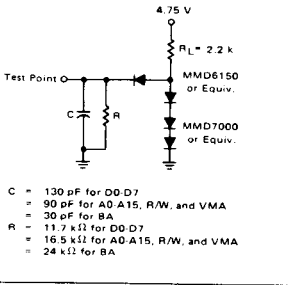 4.75 V
RL= 2.2 k
Test Point
MMD6150
or Equiv.
C
R
MMD7000
or Equiv.
C = 130 pF for D0-D7
= 90 pF for A0-A15, R/W, and VMA
= 30 pF for BA
R = 11.7 kΩ for D0-D7
= 16.5 kΩ for A0-A15, R/W, and VMA
= 24 kΩ for BA